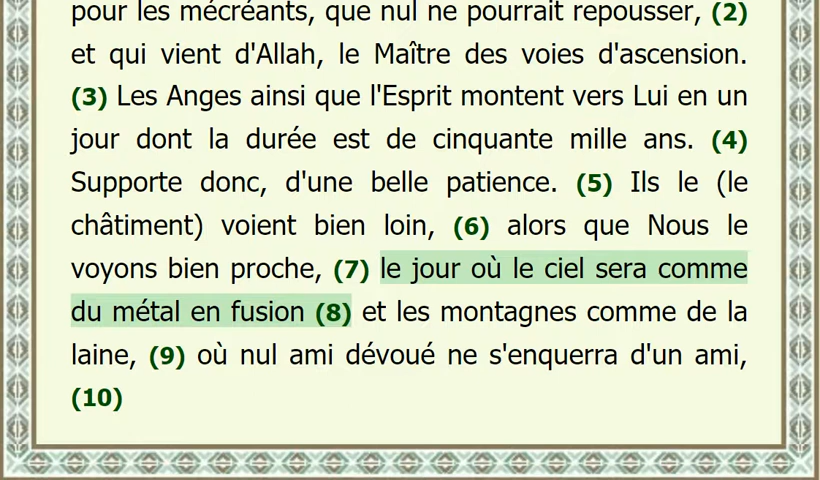 pour les mécréants, que nul ne pourrait repousser, (2)
et qui vient d'Allah, le Maître des voies d'ascension.
(3) Les Anges ainsi que l'Esprit montent vers Lui en un
jour dont la durée est de cinquante mille ans. (4)
Supporte donc, d'une belle patience. (5) Ils le (le
châtiment) voient bien loin, (6) alors que Nous le
voyons bien proche, (7) le jour où le ciel sera comme
du métal en fusion (8) et les montagnes comme de la
laine, (9) où nul ami dévoué ne s'enquerra d'un ami,
(10)